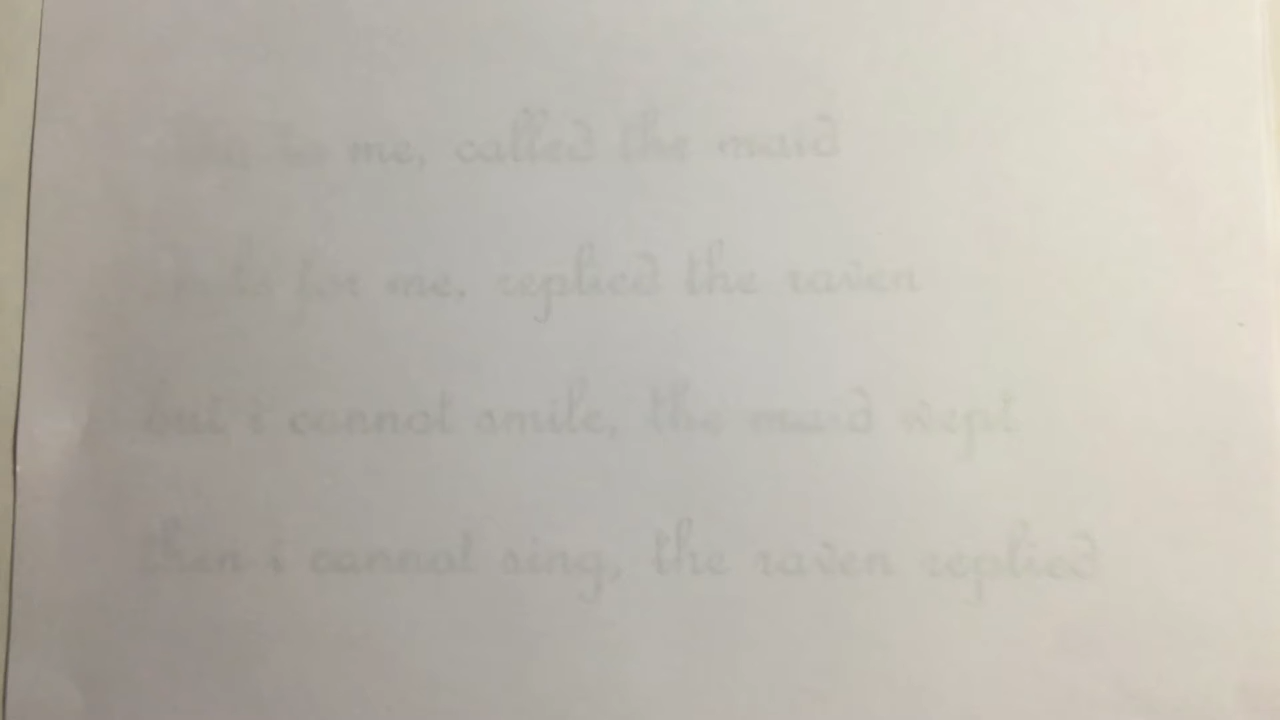 to me, called the maid
for me, replied the raven
but i cannot smile, the maid wept
then i cannot sing, the raven replied